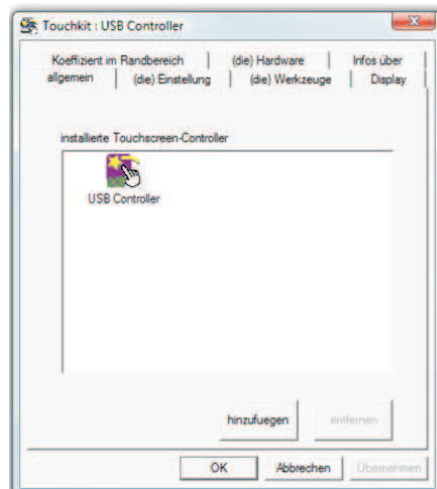 Touchkit : USB Controller
Koeffizient im Randbereich
(die) Hardware
Infos über
allgemein
(die) Einstellung
(die) Werkzeuge
Display
installierte Touchscreen-Controller
USB Controller
hinzufuegen
entfernen
OK
Abbrechen
Übernehmen